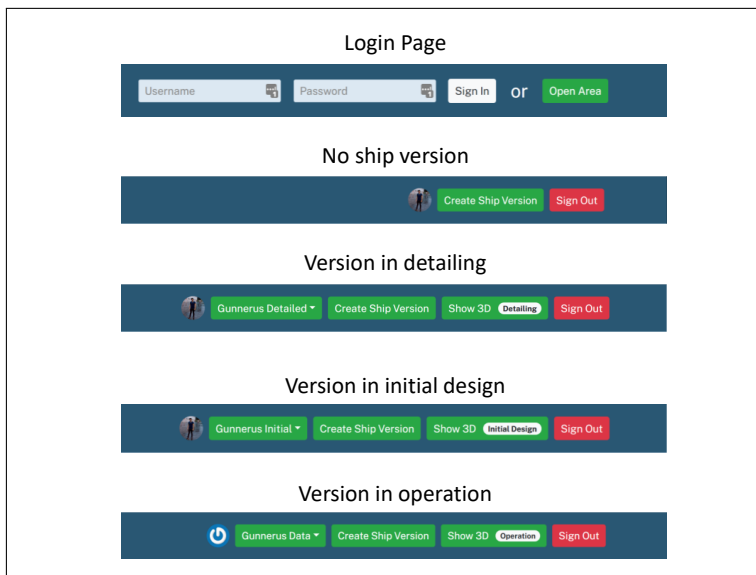 Login Page
Username Password Sign In or Open Area
No ship version
Create Ship Version Sign Out
Version in detailing
Gunnerus Detailed Create Ship Version Show 3D Detailing Sign Out
Version in initial design
Gunnerus Initial Create Ship Version Show 3D Initial Design Sign Out
Version in operation
Gunnerus Data Create Ship Version Show 3D Operation Sign Out